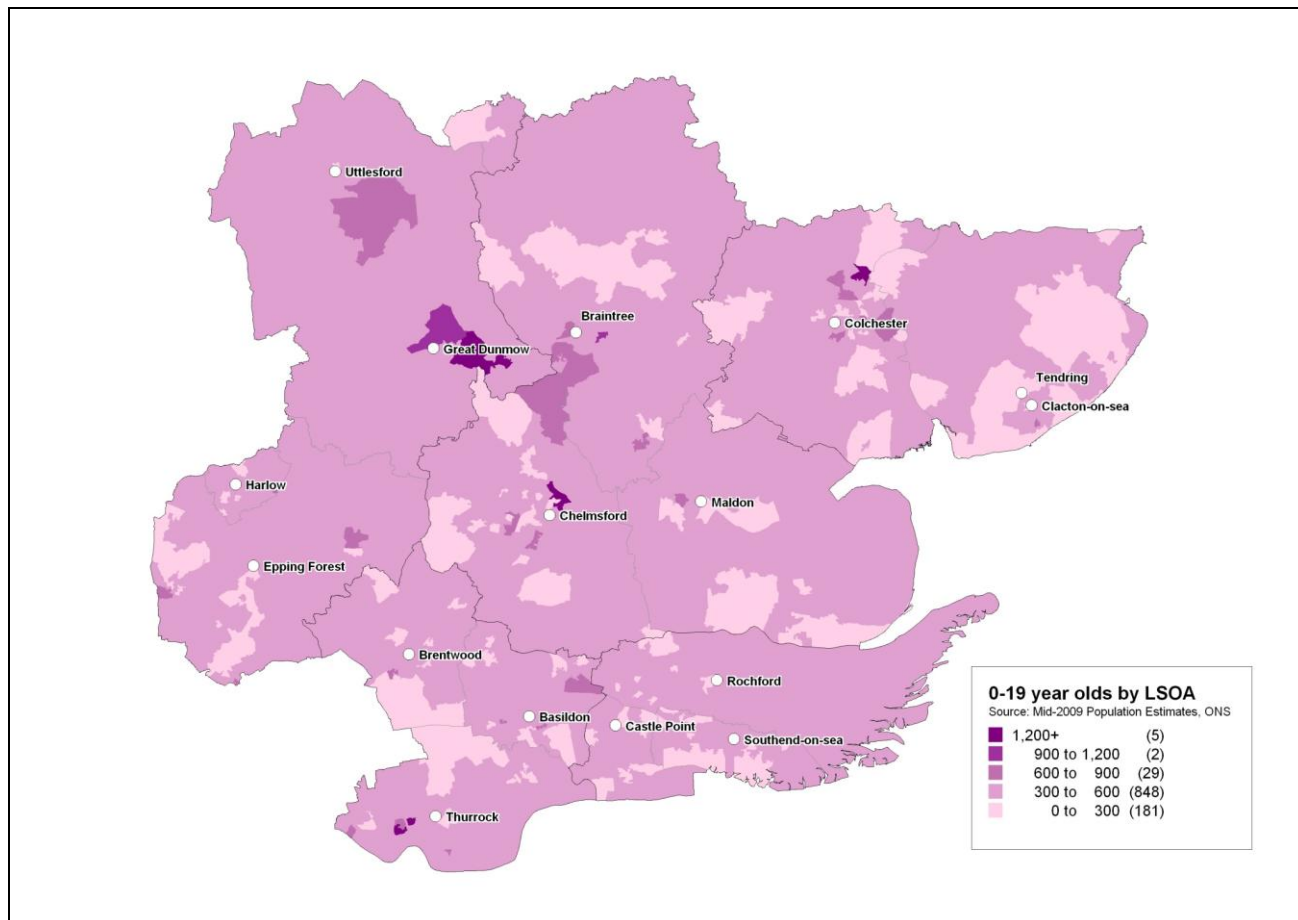 Uttlesford
Braintree
Colchester
Great Dunmow
Tendring
Clacton-on-sea
Harlow
Maldon
Chelmsford
Epping Forest
Brentwood
Rochford
Basildon
Castle Point
Southend-on-sea
Thurrock
0-19 year olds by LSOA
Source: Mid-2009 Population Estimates, ONS
1,200+ (5)
900 to 1,200 (2)
600 to 900 (29)
300 to 600 (848)
0 to 300 (181)